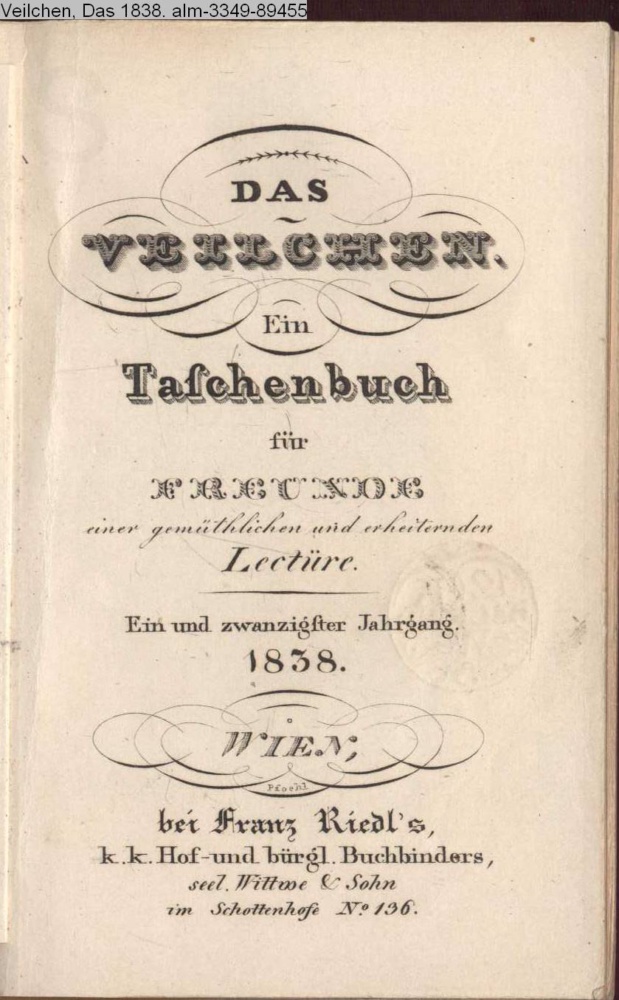 Veilchen, Das 1838. alm-3349-89455
DAS
VEILCHEN.
Ein
Taſchenbuch
für
FREUNDE
einer gemüthlichen und erheiternden
Lectüre.
Ein und zwanzigſter Jahrgang.
1838.
WIEN,
Pfoehl
bei Franz Riedl's,
k.k. Hof-und bürgl. Buchbinders,
seel. Wittwe & Sohn
im Schottenhofe Nº 136.